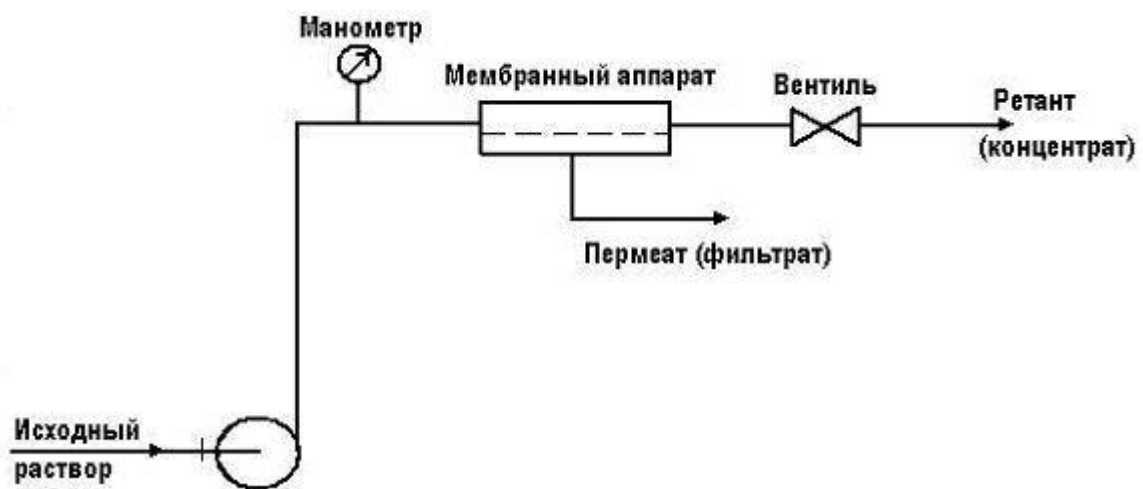 Манометр
Мембранный аппарат
Вентиль
Ретант
(концентрат)
Пермеат (фильтрат)
Исходный
раствор